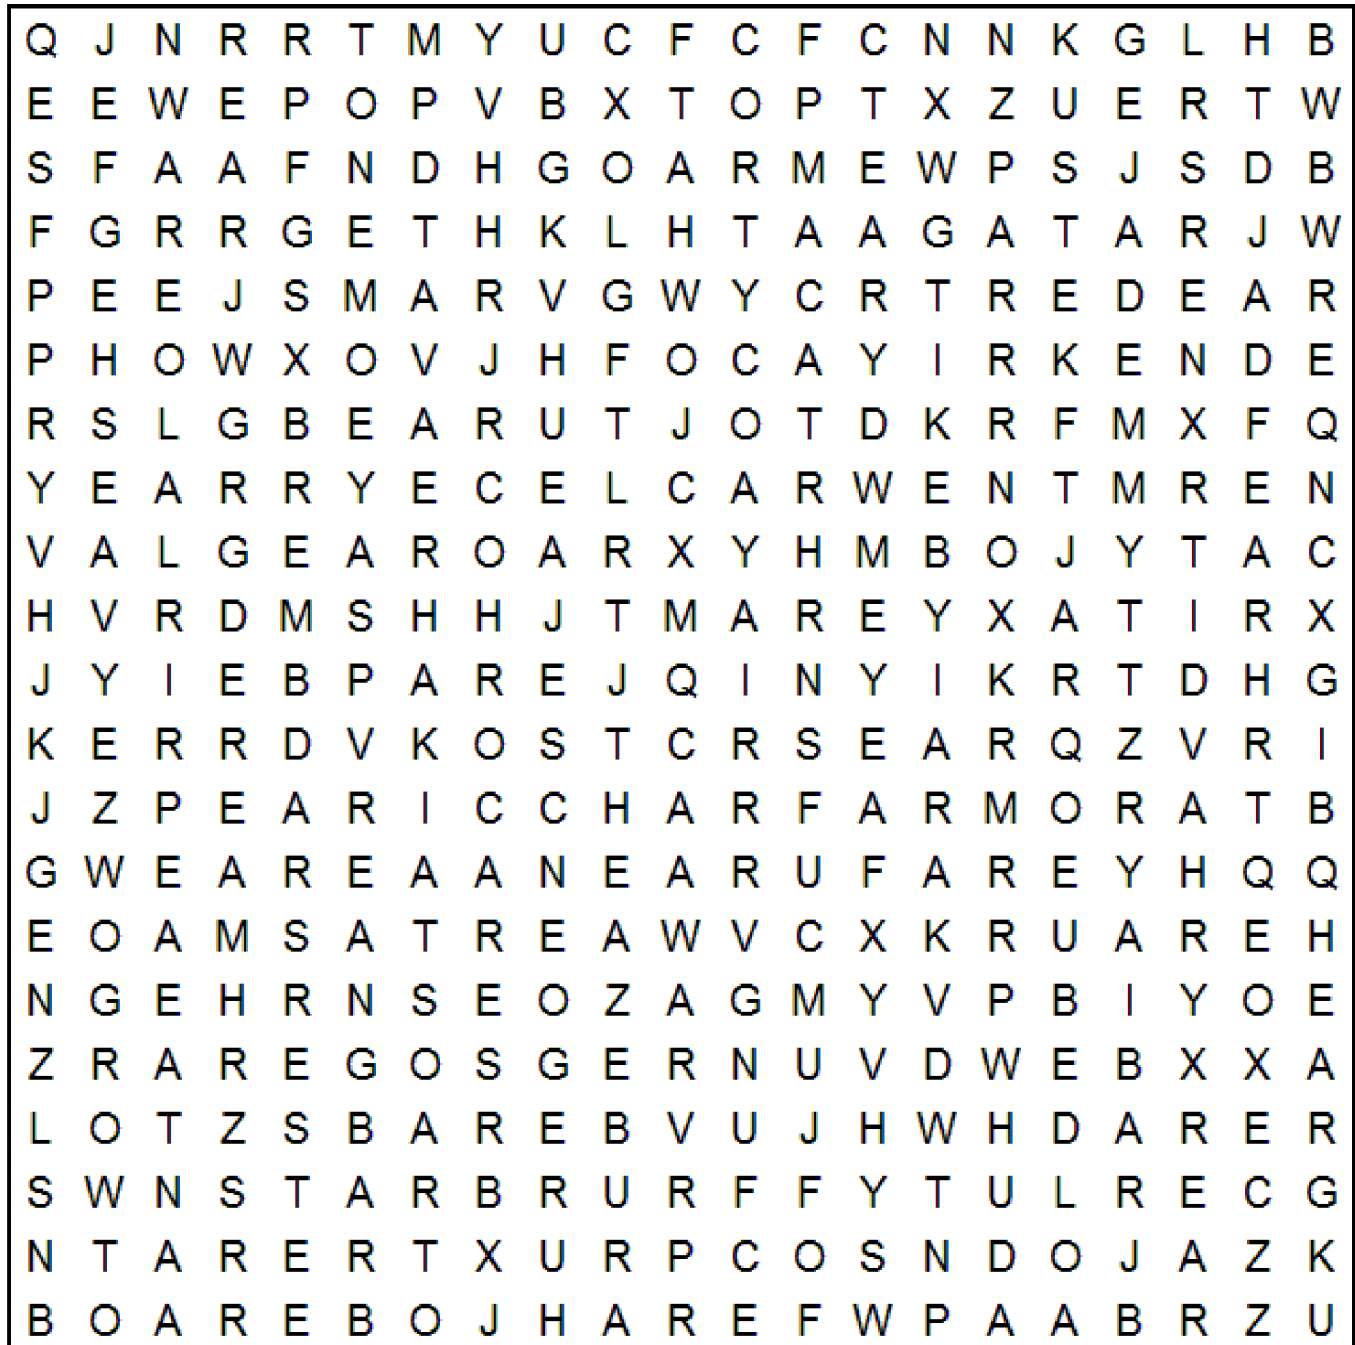 Q J N R R T M Y U C F C F C N N K G L H B
E E W E P O P V B X T O P T X Z U E R T W
S F A A F N D H G O A R M E W P S J S D B
F G R R G E T H K L H T A A G A T A R J W
P E E J S M A R V G W Y C R T R E D E A R
P H O W X O V J H F O C A Y I R K E N D E
R S L G B E A R U T J O T D K R F M X F Q
Y E A R R Y E C E L C A R W E N T M R E N
V A L G E A R O A R X Y H M B O J Y T A C
H V R D M S H H J T M A R E Y X A T I R X
J Y I E B P A R E J Q I N Y I K R T D H G
K E R R D V K O S T C R S E A R Q Z V R I
J Z P E A R I C C H A R F A R M O R A T B
G W E A R E A A N E A R U F A R E Y H Q Q
E O A M S A T R E A W V C X K R U A R E H
N G E H R N S E O Z A G M Y V P B I Y O E
Z R A R E G O S G E R N U V D W E B X X A
L O T Z S B A R E B V U J H W H D A R E R
S W N S T A R B R U R F F Y T U L R E C G
N T A R E R T X U R P C O S N D O J A Z K
B O A R E B O J H A R E F W P A A B R Z U